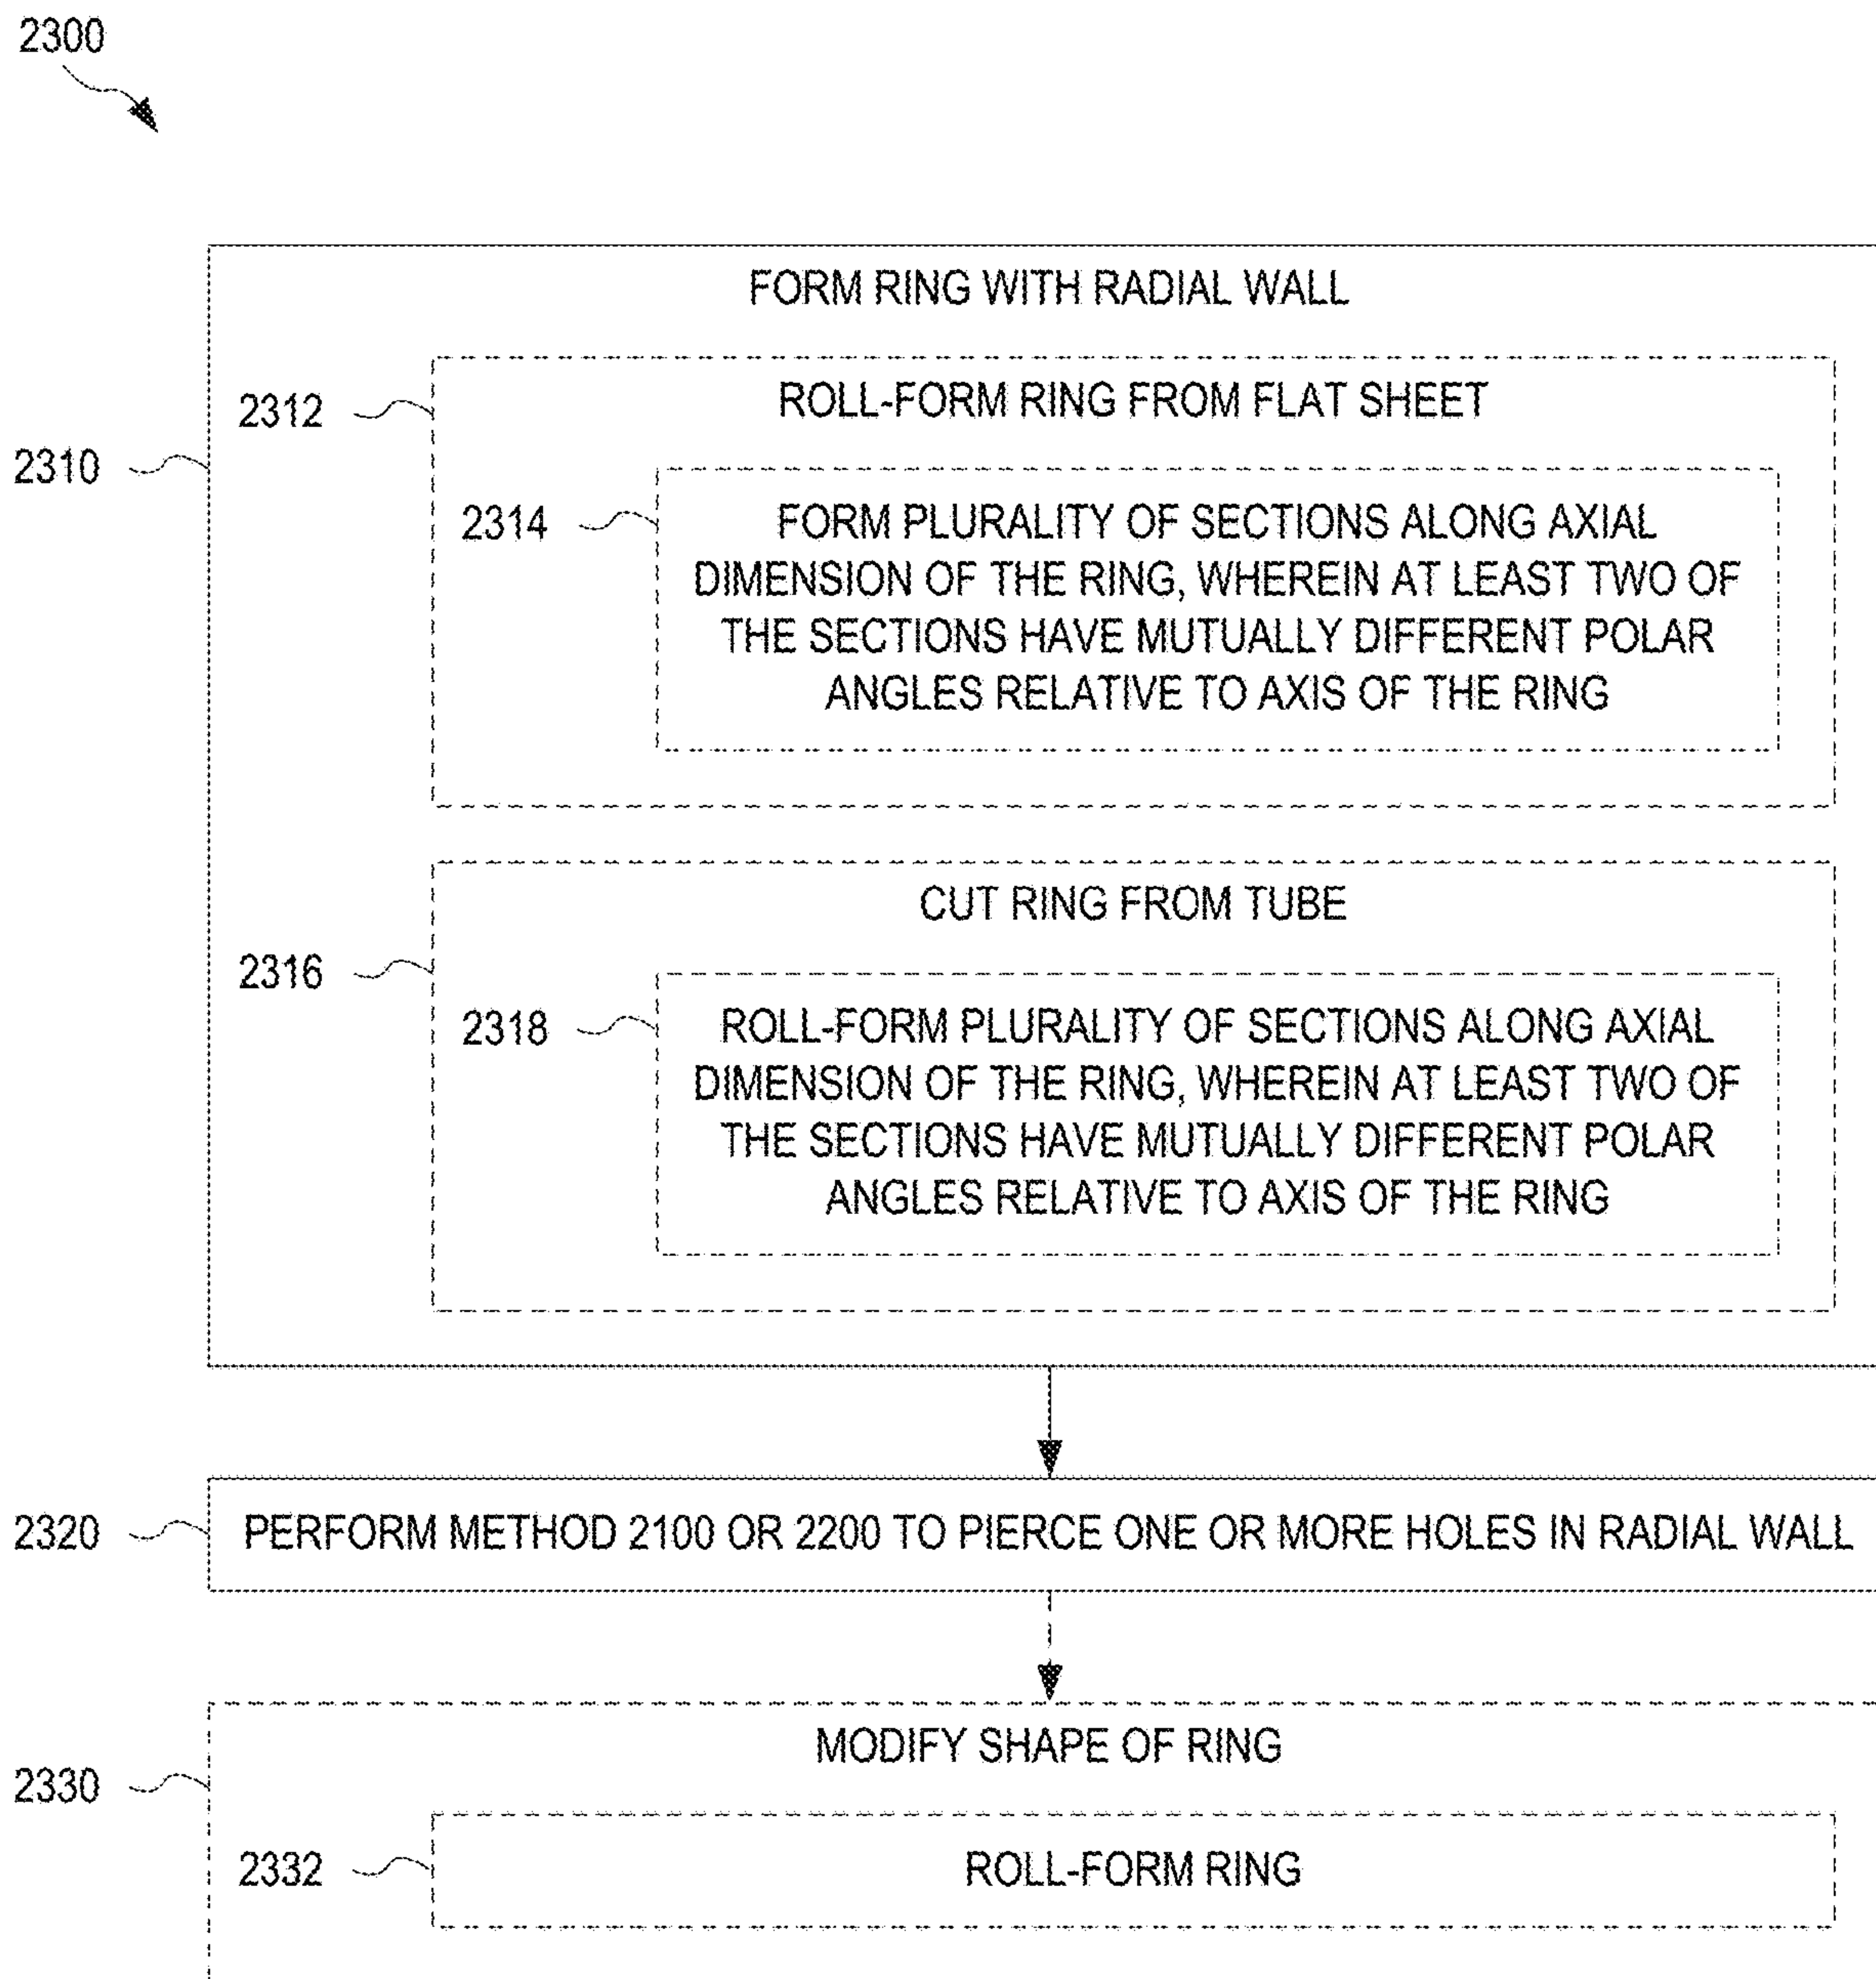 2300
FORM RING WITH RADIAL WALL
2312
ROLL-FORM RING FROM FLAT SHEET
2310
2314
FORM PLURALITY OF SECTIONS ALONG AXIAL
DIMENSION OF THE RING, WHEREIN AT LEAST TWO OF
THE SECTIONS HAVE MUTUALLY DIFFERENT POLAR
ANGLES RELATIVE TO AXIS OF THE RING
CUT RING FROM TUBE
2316
2318
ROLL-FORM PLURALITY OF SECTIONS ALONG AXIAL
DIMENSION OF THE RING, WHEREIN AT LEAST TWO OF
THE SECTIONS HAVE MUTUALLY DIFFERENT POLAR
ANGLES RELATIVE TO AXIS OF THE RING
2320
PERFORM METHOD 2100 OR 2200 TO PIERCE ONE OR MORE HOLES IN RADIAL WALL
MODIFY SHAPE OF RING
2330
2332
ROLL-FORM RING